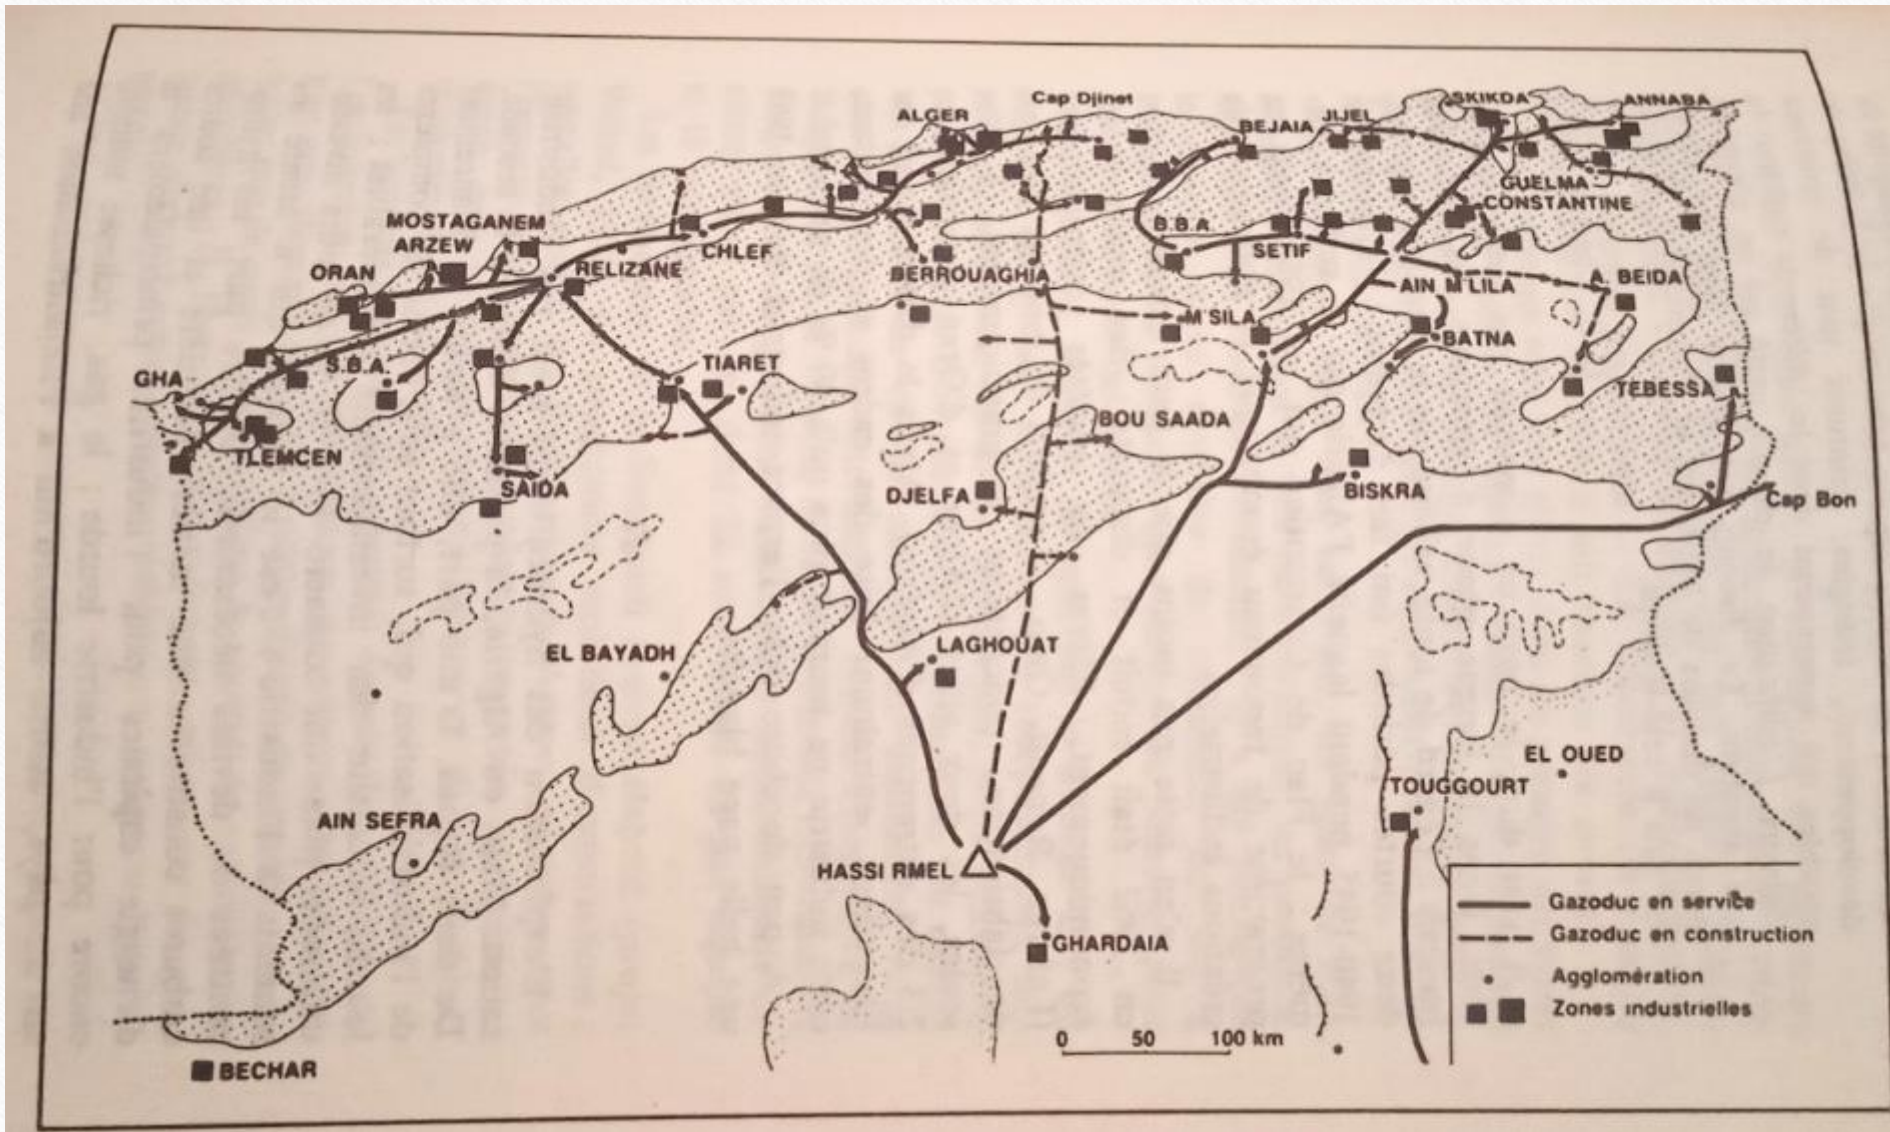 Cap Djinet
ALGER
SKIKDA
ANNABA
JIJEL
BEJAIA
GUELMA
CONSTANTINE
MOSTAGANEM
ARZEW
B.B.A.
SETIF
CHLEF
ORAN
RELIZANE
BERROUAGHIA
AIN M'LILA
A. BEIDA
M'SILA
BATNA
S.B.A.
TIARET
GHA
TEBESSA
BOU SAADA
TLEMCEN
SAIDA
DJELFA
BISKRA
Cap Bon
LAGHOUAT
EL BAYADH
EL OUED
TOUGGOURT
AIN SEFRA
HASSI RMEL
GHARDAIA
BECHAR
0 50 100 km
Gazoduc en service
Gazoduc en construction
Agglomération
Zones industrielles